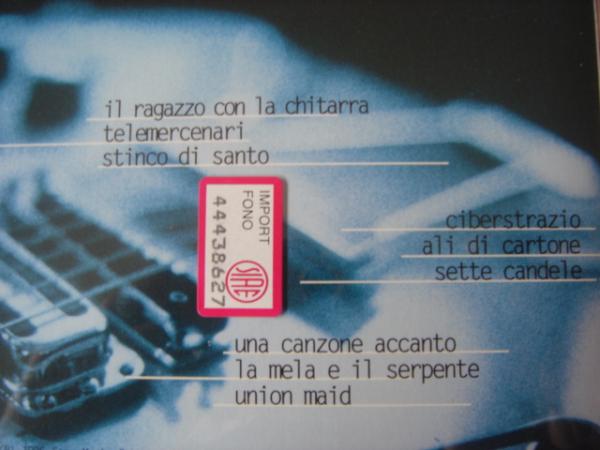 il ragazzo con la chitarra
telemercenari
stinco di santo
IMPORT
FONO
44438627
SIAE
ciberstrazio
ali di cartone
sette candele
una canzone accanto
la mela e il serpente
union maid